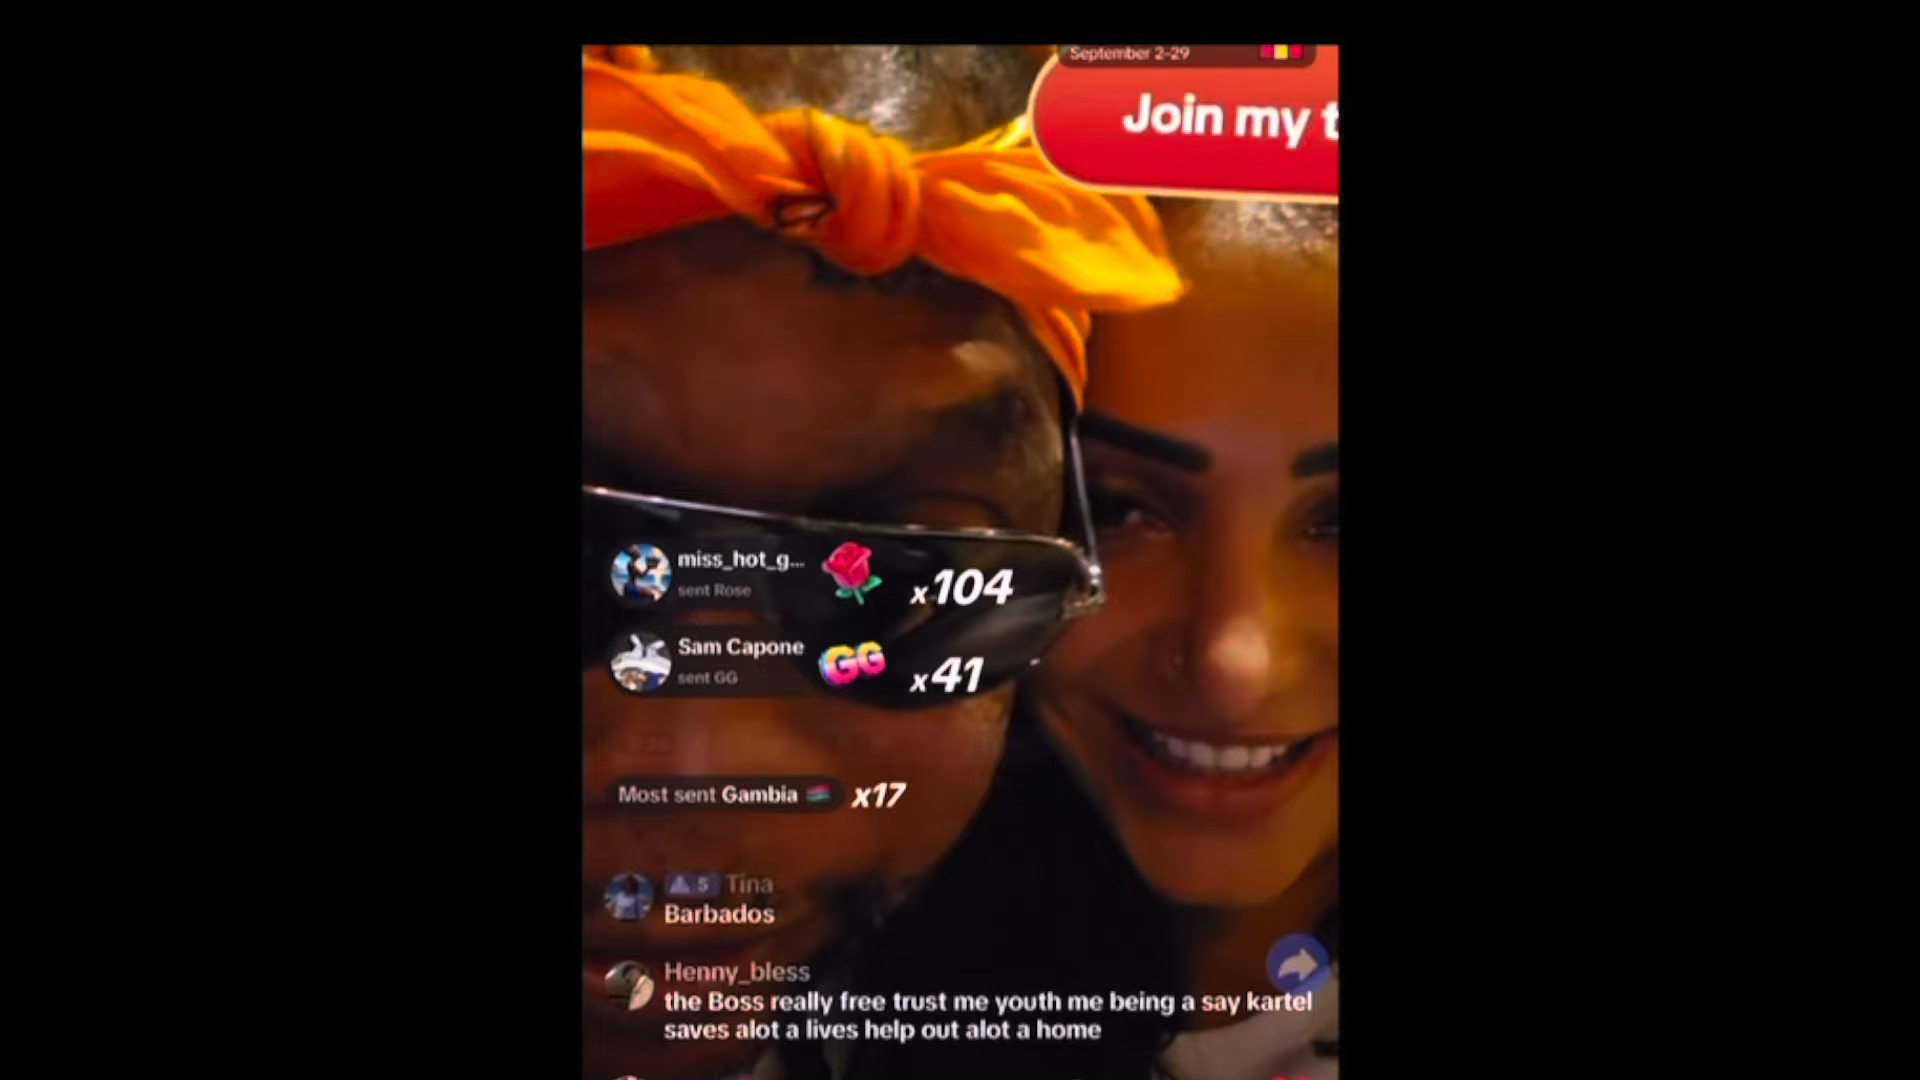 September 2-29
Join my t
miss_hot_g...
sent Rose
x104
Sam Capone
sent GG
GG
x41
Most sent Gambia x17
5 Tina
Barbados
Henny_bless
the Boss really free trust me youth me being a say kartel
saves alot a lives help out alot a home